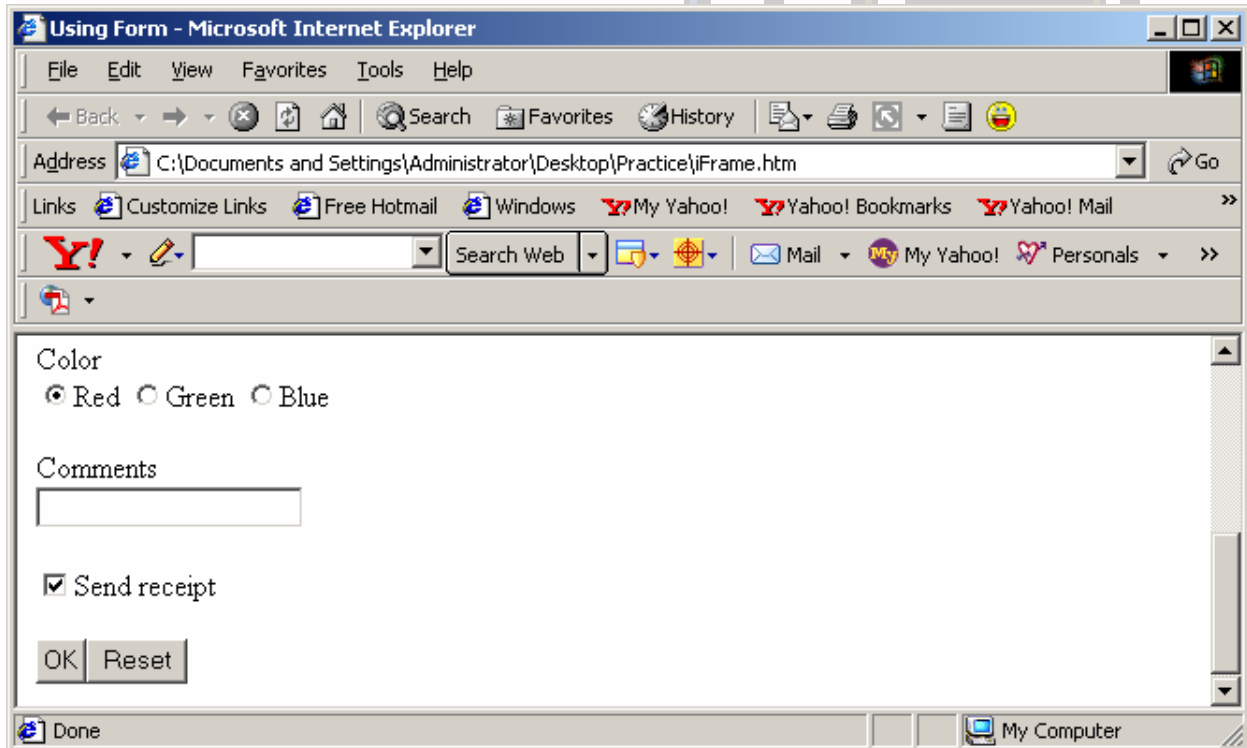 Using Form - Microsoft Internet Explorer
File Edit View Favorites Tools Help
Back Search Favorites History
Address C:\Documents and Settings\Administrator\Desktop\Practice\iFrame.htm Go
Links Customize Links Free Hotmail Windows My Yahoo! Yahoo! Bookmarks Yahoo! Mail »
Y! Search Web Mail My My Yahoo! Personals »
Color
Red Green Blue
Comments
Send receipt
OK Reset
Done My Computer